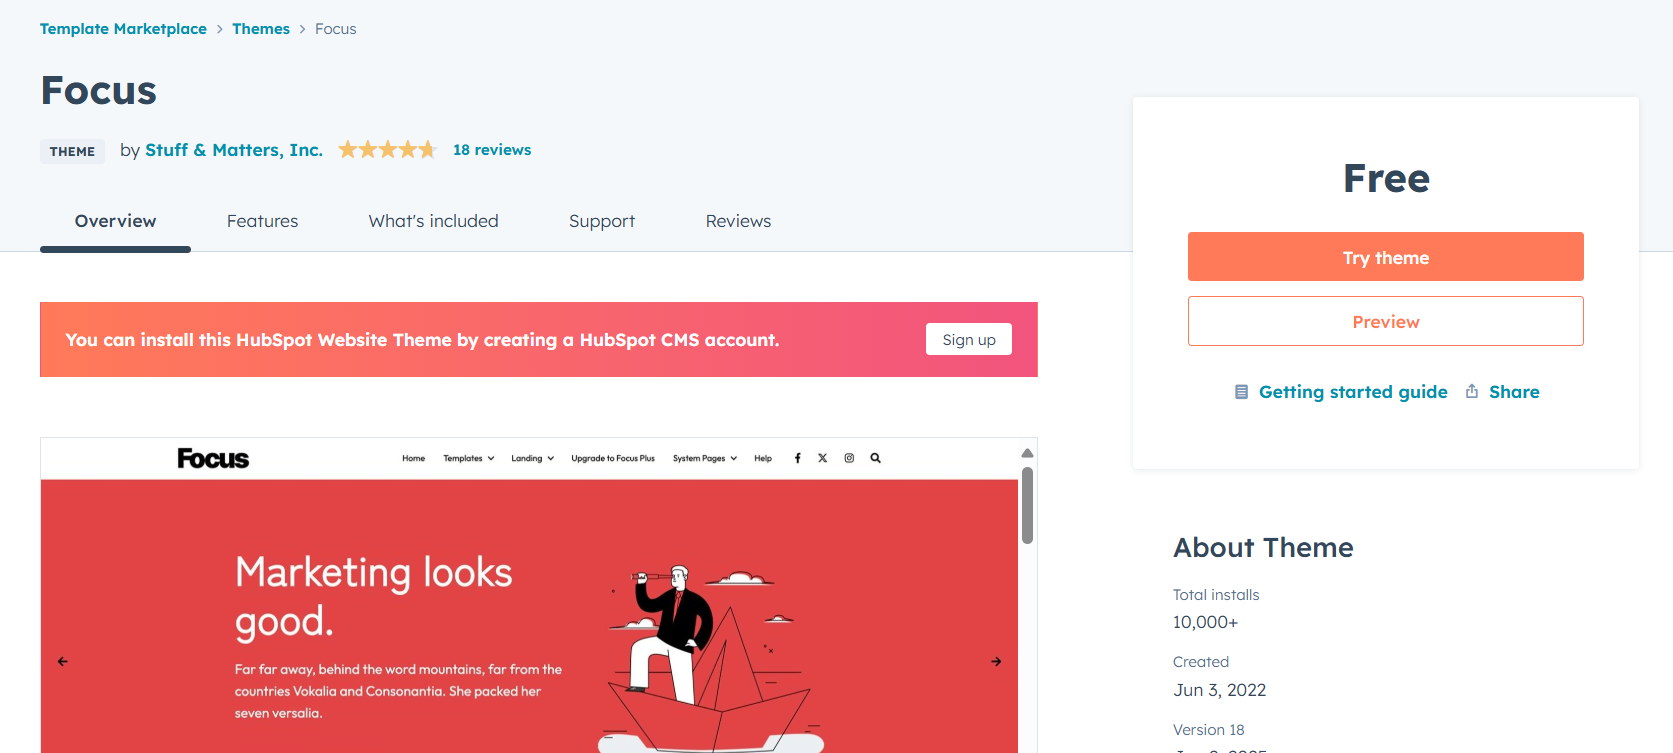 Template Marketplace > Themes > Focus
Focus
THEME by Stuff & Matters, Inc. 18 reviews
Overview Features What's included Support Reviews
Free
Try theme
Preview
Getting started guide Share
You can install this HubSpot Website Theme by creating a HubSpot CMS account. Sign up
Focus Home Templates Landing Upgrade to Focus Plus System Pages Help
Marketing looks
good.
Far far away, behind the word mountains, far from the
countries Vokalia and Consonantia. She packed her
seven versalia.
About Theme
Total installs
10,000+
Created
Jun 3, 2022
Version 18